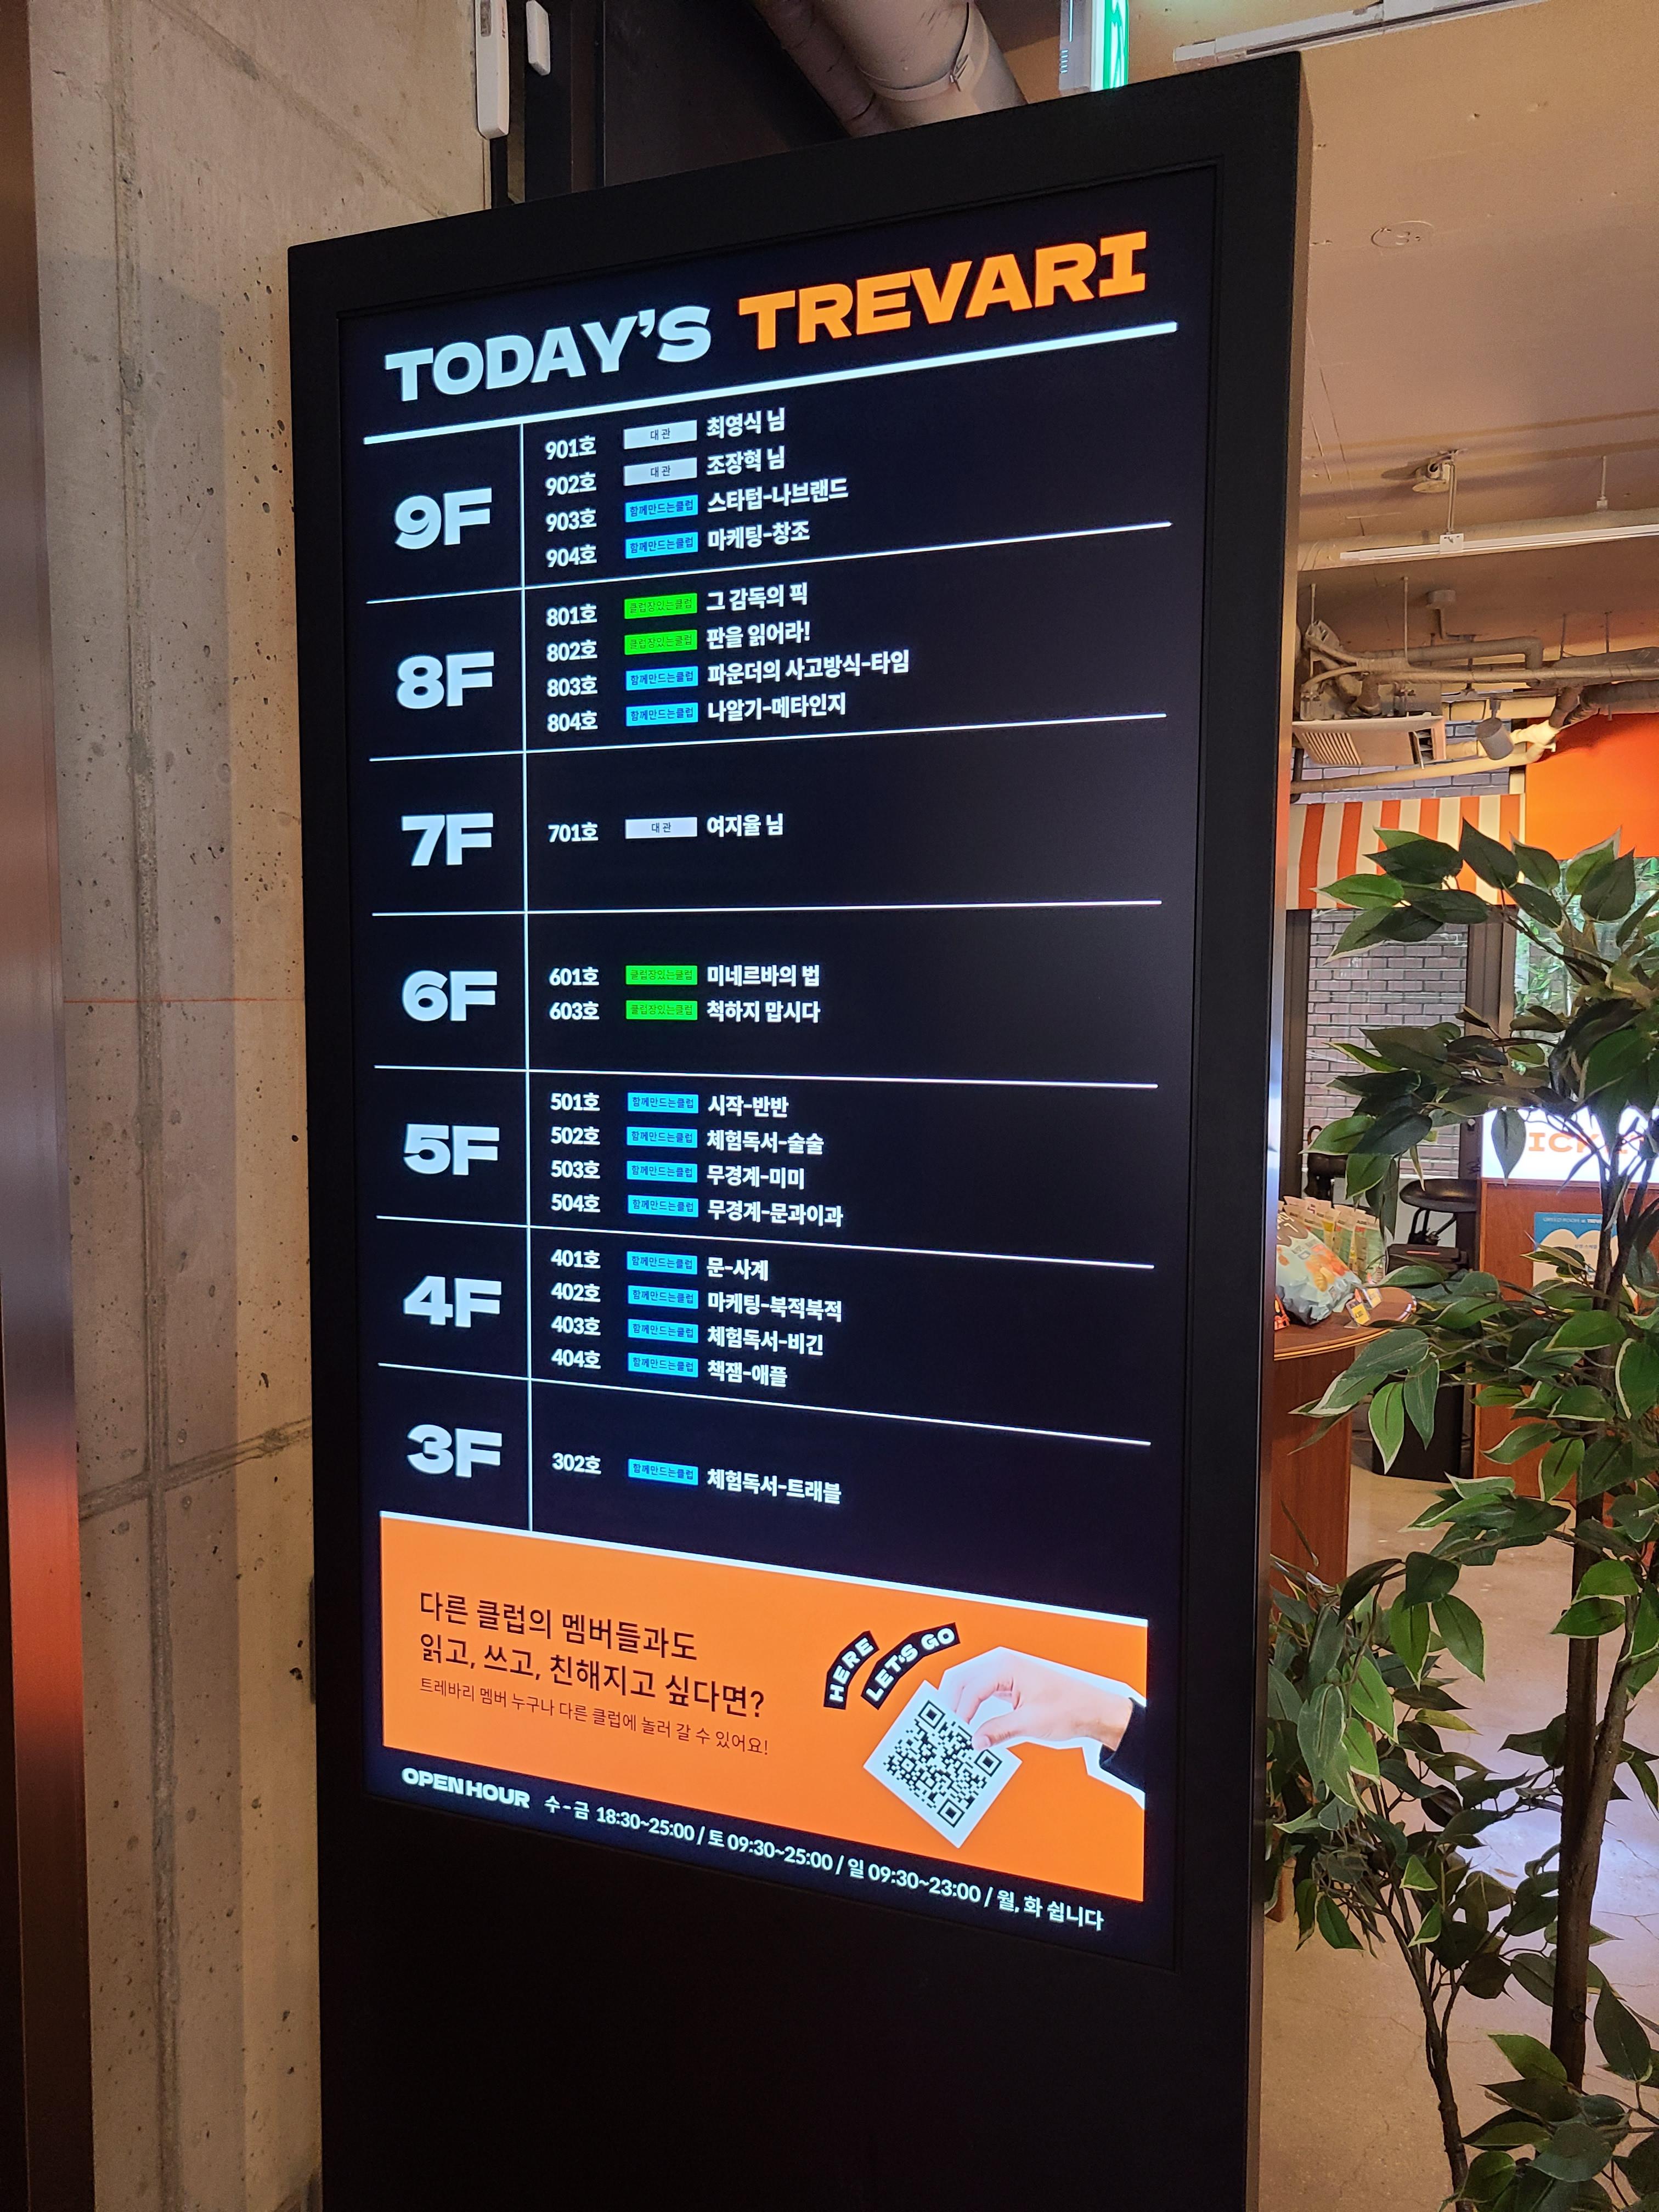 TODAY'S TREVARI
9F
901호 대관 최영식 님
902호 대관 조장혁 님
903호 함께만드는클럽 스타텁-나브랜드
904호 함께만드는클럽 마케팅-창조
8F
801호 클럽장있는클럽 그 감독의 픽
802호 클럽장있는클럽 판을 읽어라!
803호 함께만드는클럽 파운더의 사고방식-타임
804호 함께만드는클럽 나알기-메타인지
7F
701호 대관 여지율 님
6F
601호 클럽장있는클럽 미네르바의 법
603호 클럽장있는클럽 척하지 맙시다
5F
501호 함께만드는클럽 시작-반반
502호 함께만드는클럽 체험독서-술술
503호 함께만드는클럽 무경계-미미
504호 함께만드는클럽 무경계-문과이과
4F
401호 함께만드는클럽 문-사계
402호 함께만드는클럽 마케팅-북적북적
403호 함께만드는클럽 체험독서-비긴
404호 함께만드는클럽 책잼-애플
3F
302호 함께만드는클럽 체험독서-트래블
다른 클럽의 멤버들과도
읽고, 쓰고, 친해지고 싶다면?
트레바리 멤버 누구나 다른 클럽에 놀러 갈 수 있어요!
HERE
LET'S GO
OPEN HOUR 수-금 18:30~25:00 / 토 09:30~25:00 / 일 09:30~23:00 / 월, 화 쉽니다